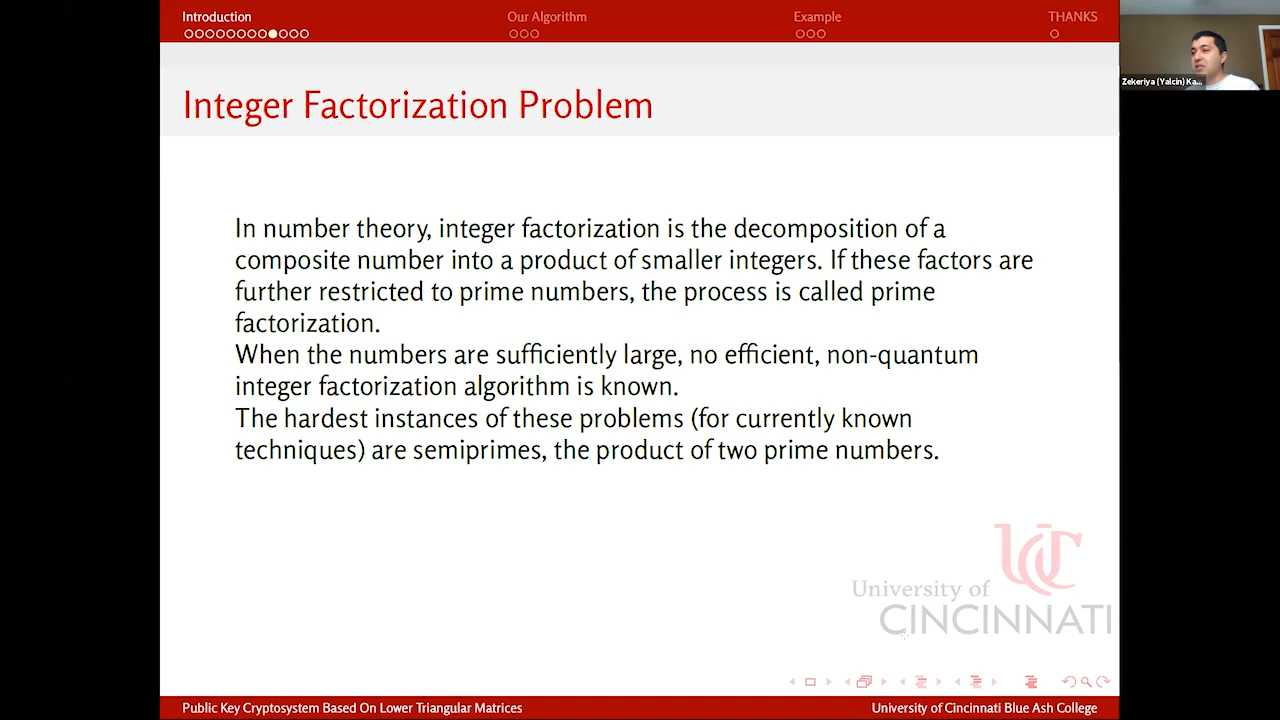 Introduction
Our Algorithm
Example
THANKS
Zekeriya (Yalcin) Ka...
Integer Factorization Problem
In number theory, integer factorization is the decomposition of a
composite number into a product of smaller integers. If these factors are
further restricted to prime numbers, the process is called prime
factorization.
When the numbers are sufficiently large, no efficient, non-quantum
integer factorization algorithm is known.
The hardest instances of these problems (for currently known
techniques) are semiprimes, the product of two prime numbers.
UC
University of
CINCINNATI
Public Key Cryptosystem Based On Lower Triangular Matrices
University of Cincinnati Blue Ash College